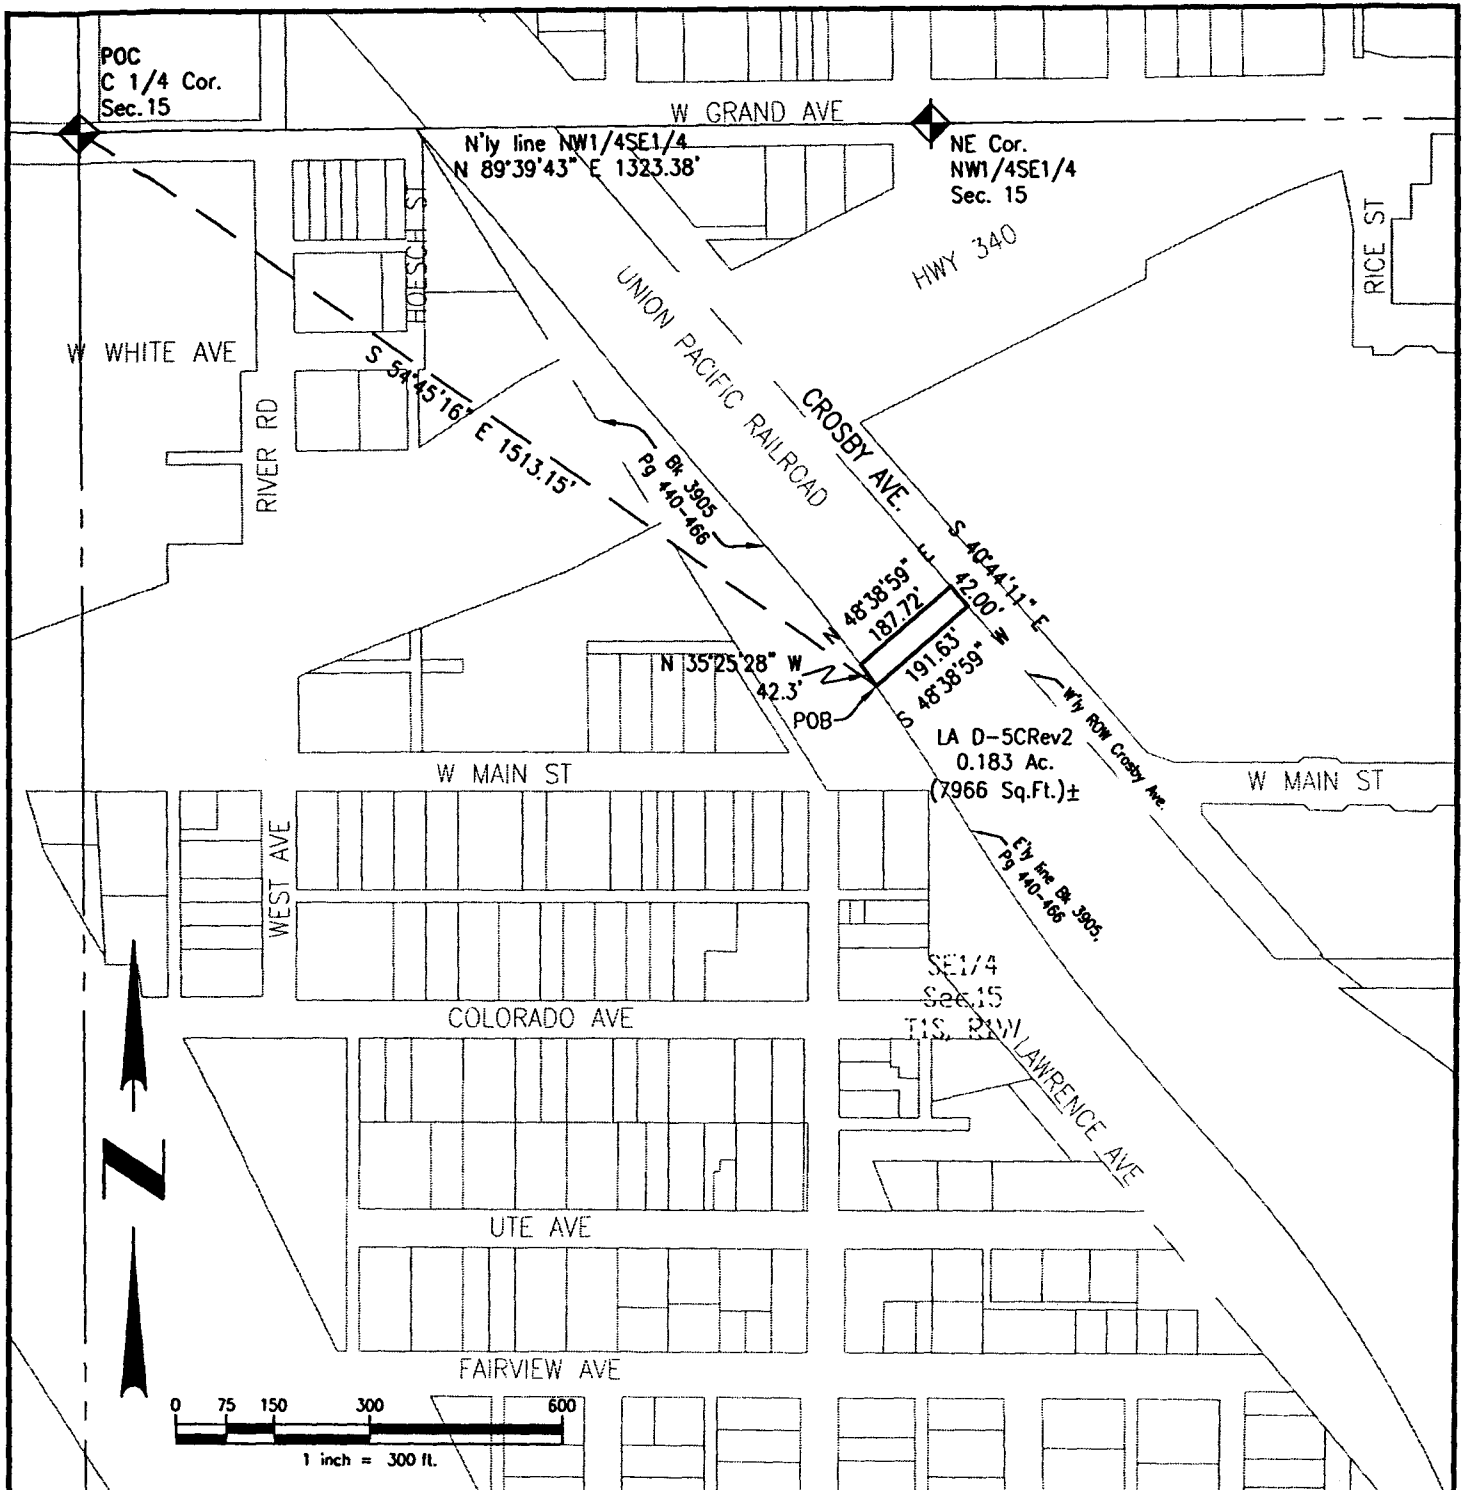 POC
C 1/4 Cor.
Sec.15
W GRAND AVE
N'ly line NW1/4SE1/4
N 89°39'43" E 1323.38'
NE Cor.
NW1/4SE1/4
Sec. 15
HWY 340
RICE ST
HOESCH S
UNION PACIFIC RAILROAD
W WHITE AVE
S 54°45'16" E 1513.15'
RIVER RD
CROSBY AVE.
Bk 3905
Pg 440-466
S 40°44'11" E
42.00'
N 48°38'59" E
187.72'
191.63'
S 48°38'59" W
N 35°25'28" W
42.3'
POB
W'ly ROW Crosby Ave.
LA D-5CRev2
0.183 Ac.
(7966 Sq.Ft.)±
W MAIN ST
W MAIN ST
WEST AVE
E'ly line Bk 3905,
Pg 440-466
SE1/4
Sec.15
T1S, R1W
COLORADO AVE
LAWRENCE AVE
N
UTE AVE
FAIRVIEW AVE
0 75 150 300 600
1 inch = 300 ft.